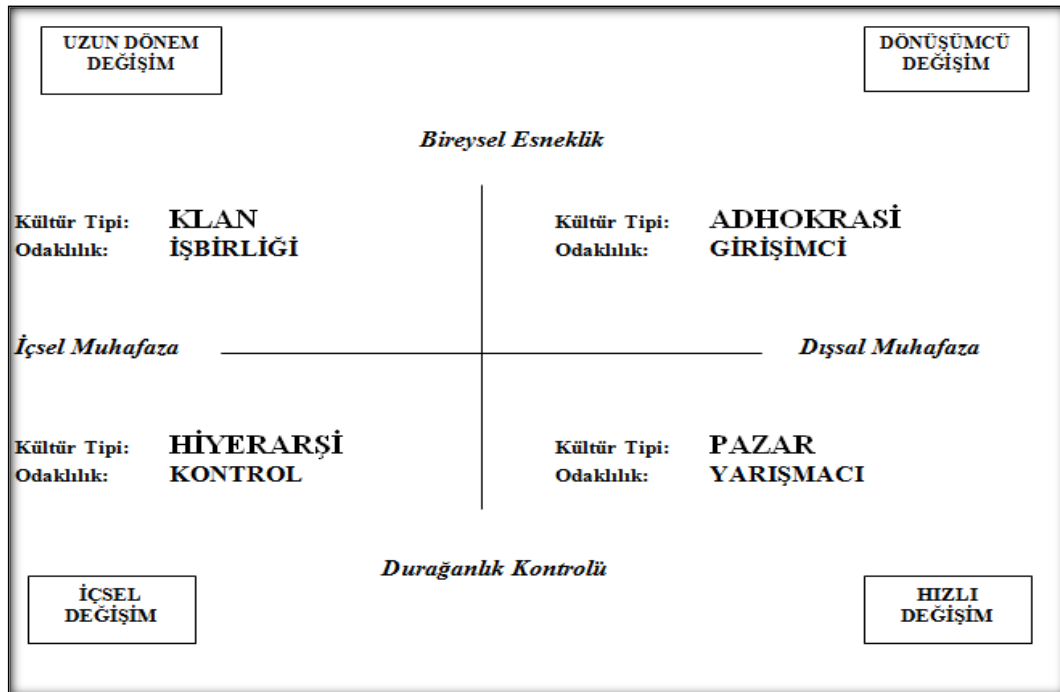 UZUN DÖNEM
DEĞİŞİM
DÖNÜŞÜMCÜ
DEĞİŞİM
Bireysel Esneklik
Kültür Tipi: KLAN
Odaklılık: İŞBİRLİĞİ
Kültür Tipi: ADHOKRASİ
Odaklılık: GİRİŞİMCİ
İçsel Muhafaza
Dışsal Muhafaza
Kültür Tipi: HİYERARŞİ
Odaklılık: KONTROL
Kültür Tipi: PAZAR
Odaklılık: YARIŞMACI
Durağanlık Kontrolü
İÇSEL
DEĞİŞİM
HIZLI
DEĞİŞİM